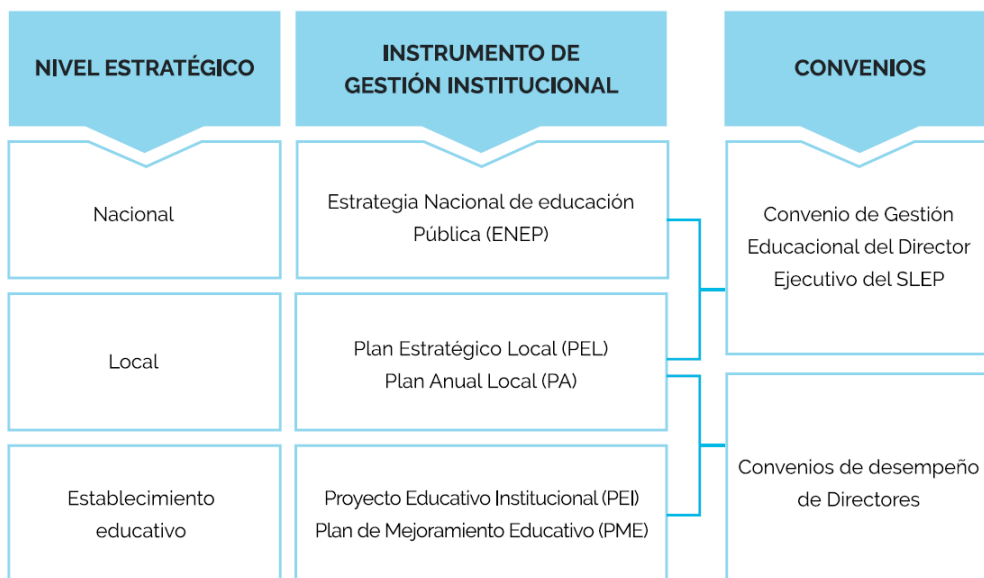 NIVEL ESTRATÉGICO
INSTRUMENTO DE
GESTIÓN INSTITUCIONAL
CONVENIOS
Nacional
Estrategia Nacional de educación
Pública (ENEP)
Convenio de Gestión
Educacional del Director
Ejecutivo del SLEP
Local
Plan Estratégico Local (PEL)
Plan Anual Local (PA)
Establecimiento
educativo
Proyecto Educativo Institucional (PEI)
Plan de Mejoramiento Educativo (PME)
Convenios de desempeño
de Directores